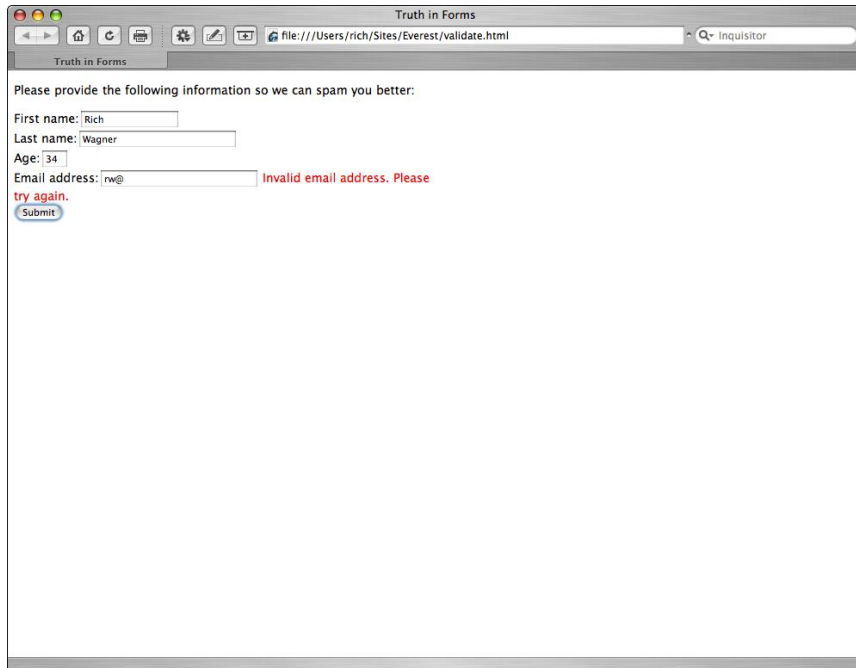 Truth in Forms
file:///Users/rich/Sites/Everest/validate.html
Inquisitor
Truth in Forms
Please provide the following information so we can spam you better:
First name: Rich
Last name: Wagner
Age: 34
Email address: rw@ Invalid email address. Please
try again.
Submit